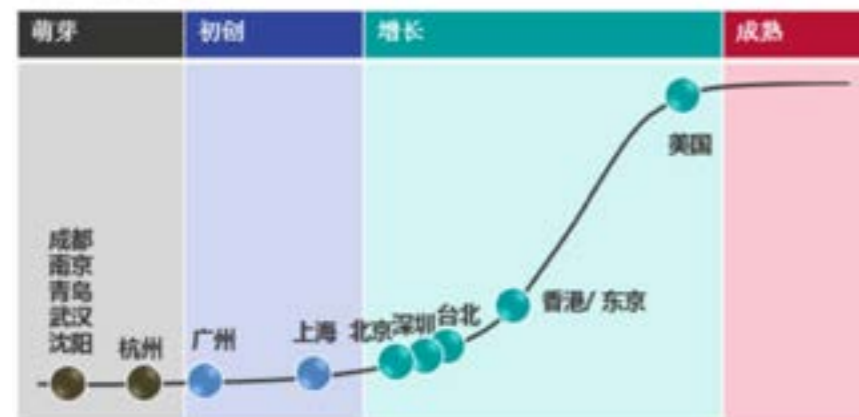 萌芽
初创
增长
成熟
美国
香港/ 东京
台北
深圳
北京
上海
广州
杭州
成都
南京
青岛
武汉
沈阳